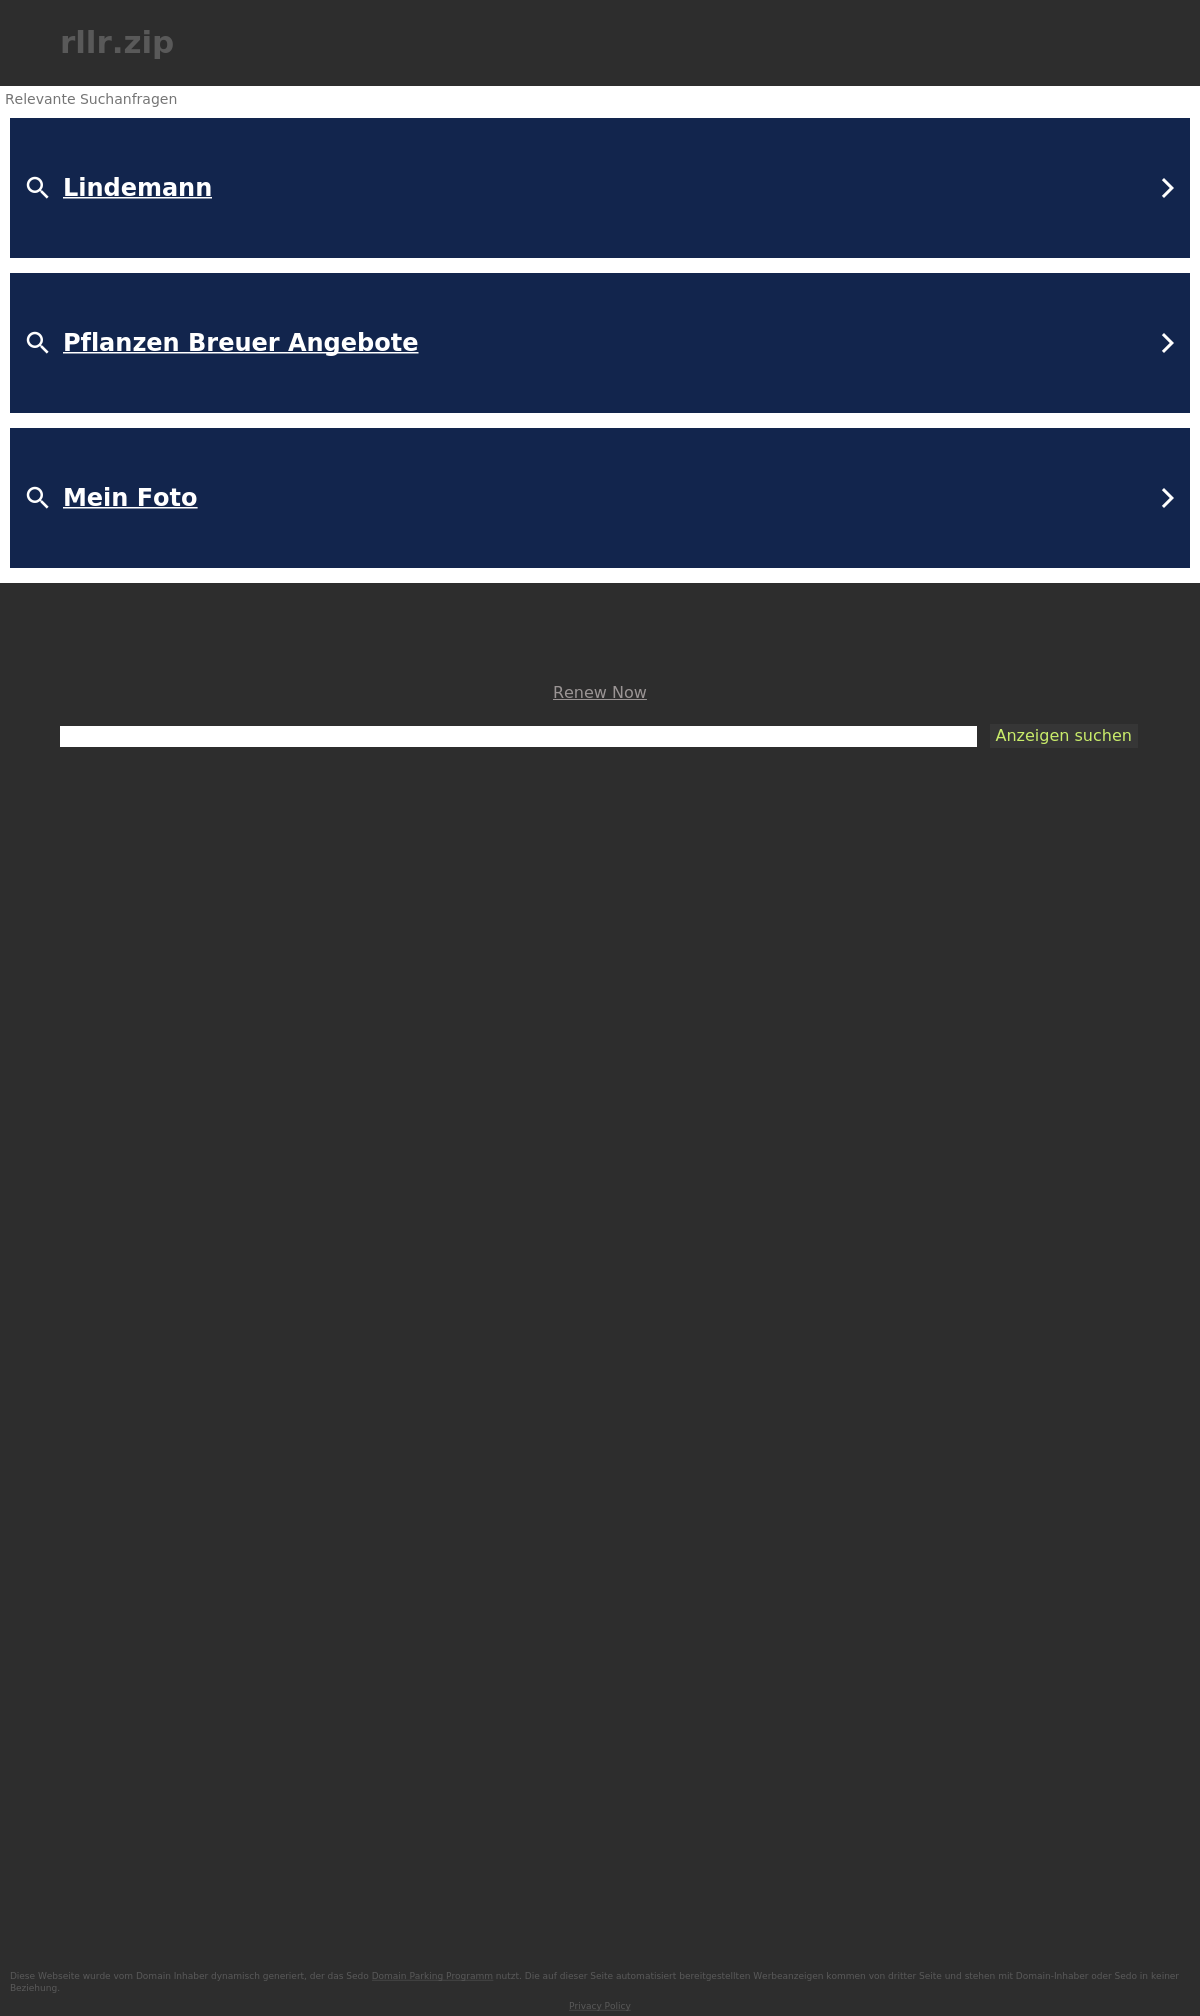 rllr.zip
Relevante Suchanfragen
Lindemann
Pflanzen Breuer Angebote
Mein Foto
Renew Now
Anzeigen suchen
Diese Webseite wurde vom Domain Inhaber dynamisch generiert, der das Sedo Domain Parking Programm nutzt. Die auf dieser Seite automatisiert bereitgestellten Werbeanzeigen kommen von dritter Seite und stehen mit Domain-Inhaber oder Sedo in keiner
Beziehung.
Privacy Policy